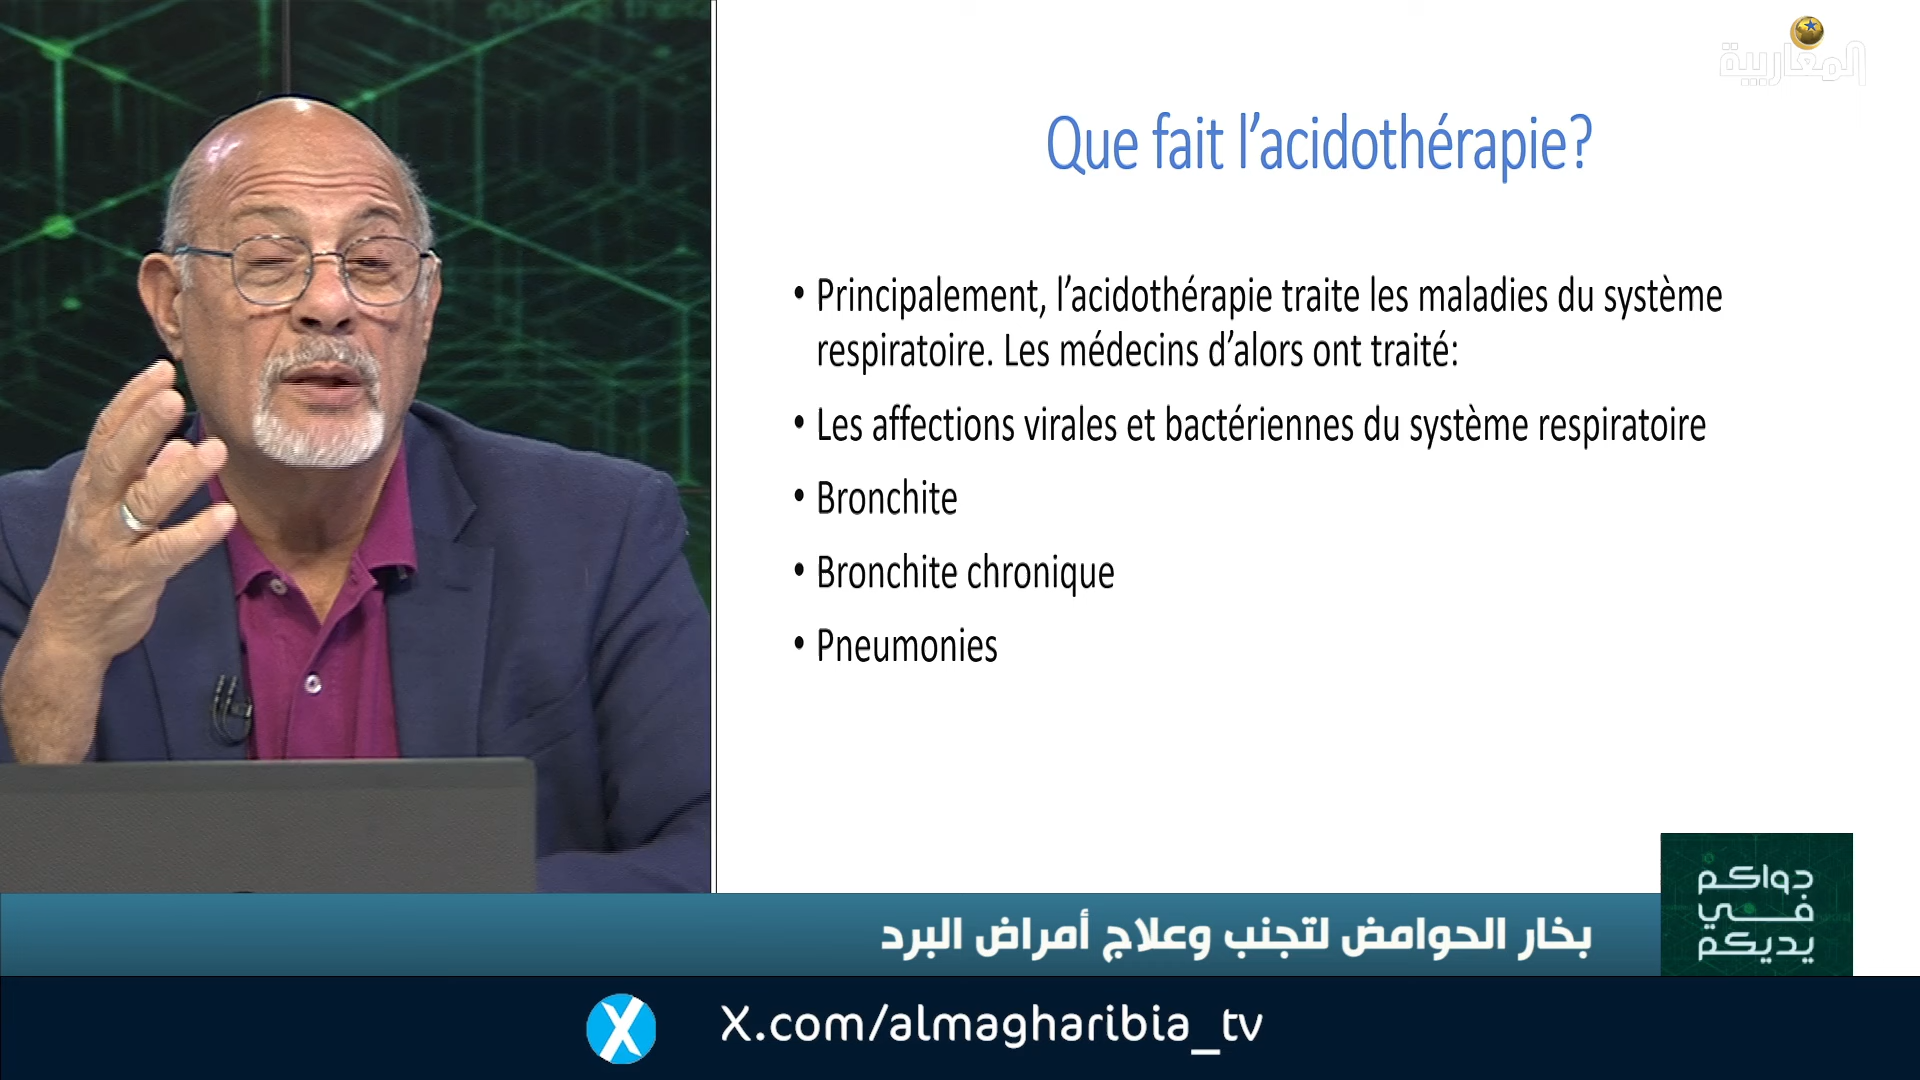 المغاربية
Que fait l’acidothérapie?
• Principalement, l’acidothérapie traite les maladies du système
respiratoire. Les médecins d’alors ont traité:
• Les affections virales et bactériennes du système respiratoire
• Bronchite
• Bronchite chronique
• Pneumonies
دواكم
في
يديكم
بخار الحوامض لتجنب وعلاج أمراض البرد
X X.com/almagharibia_tv